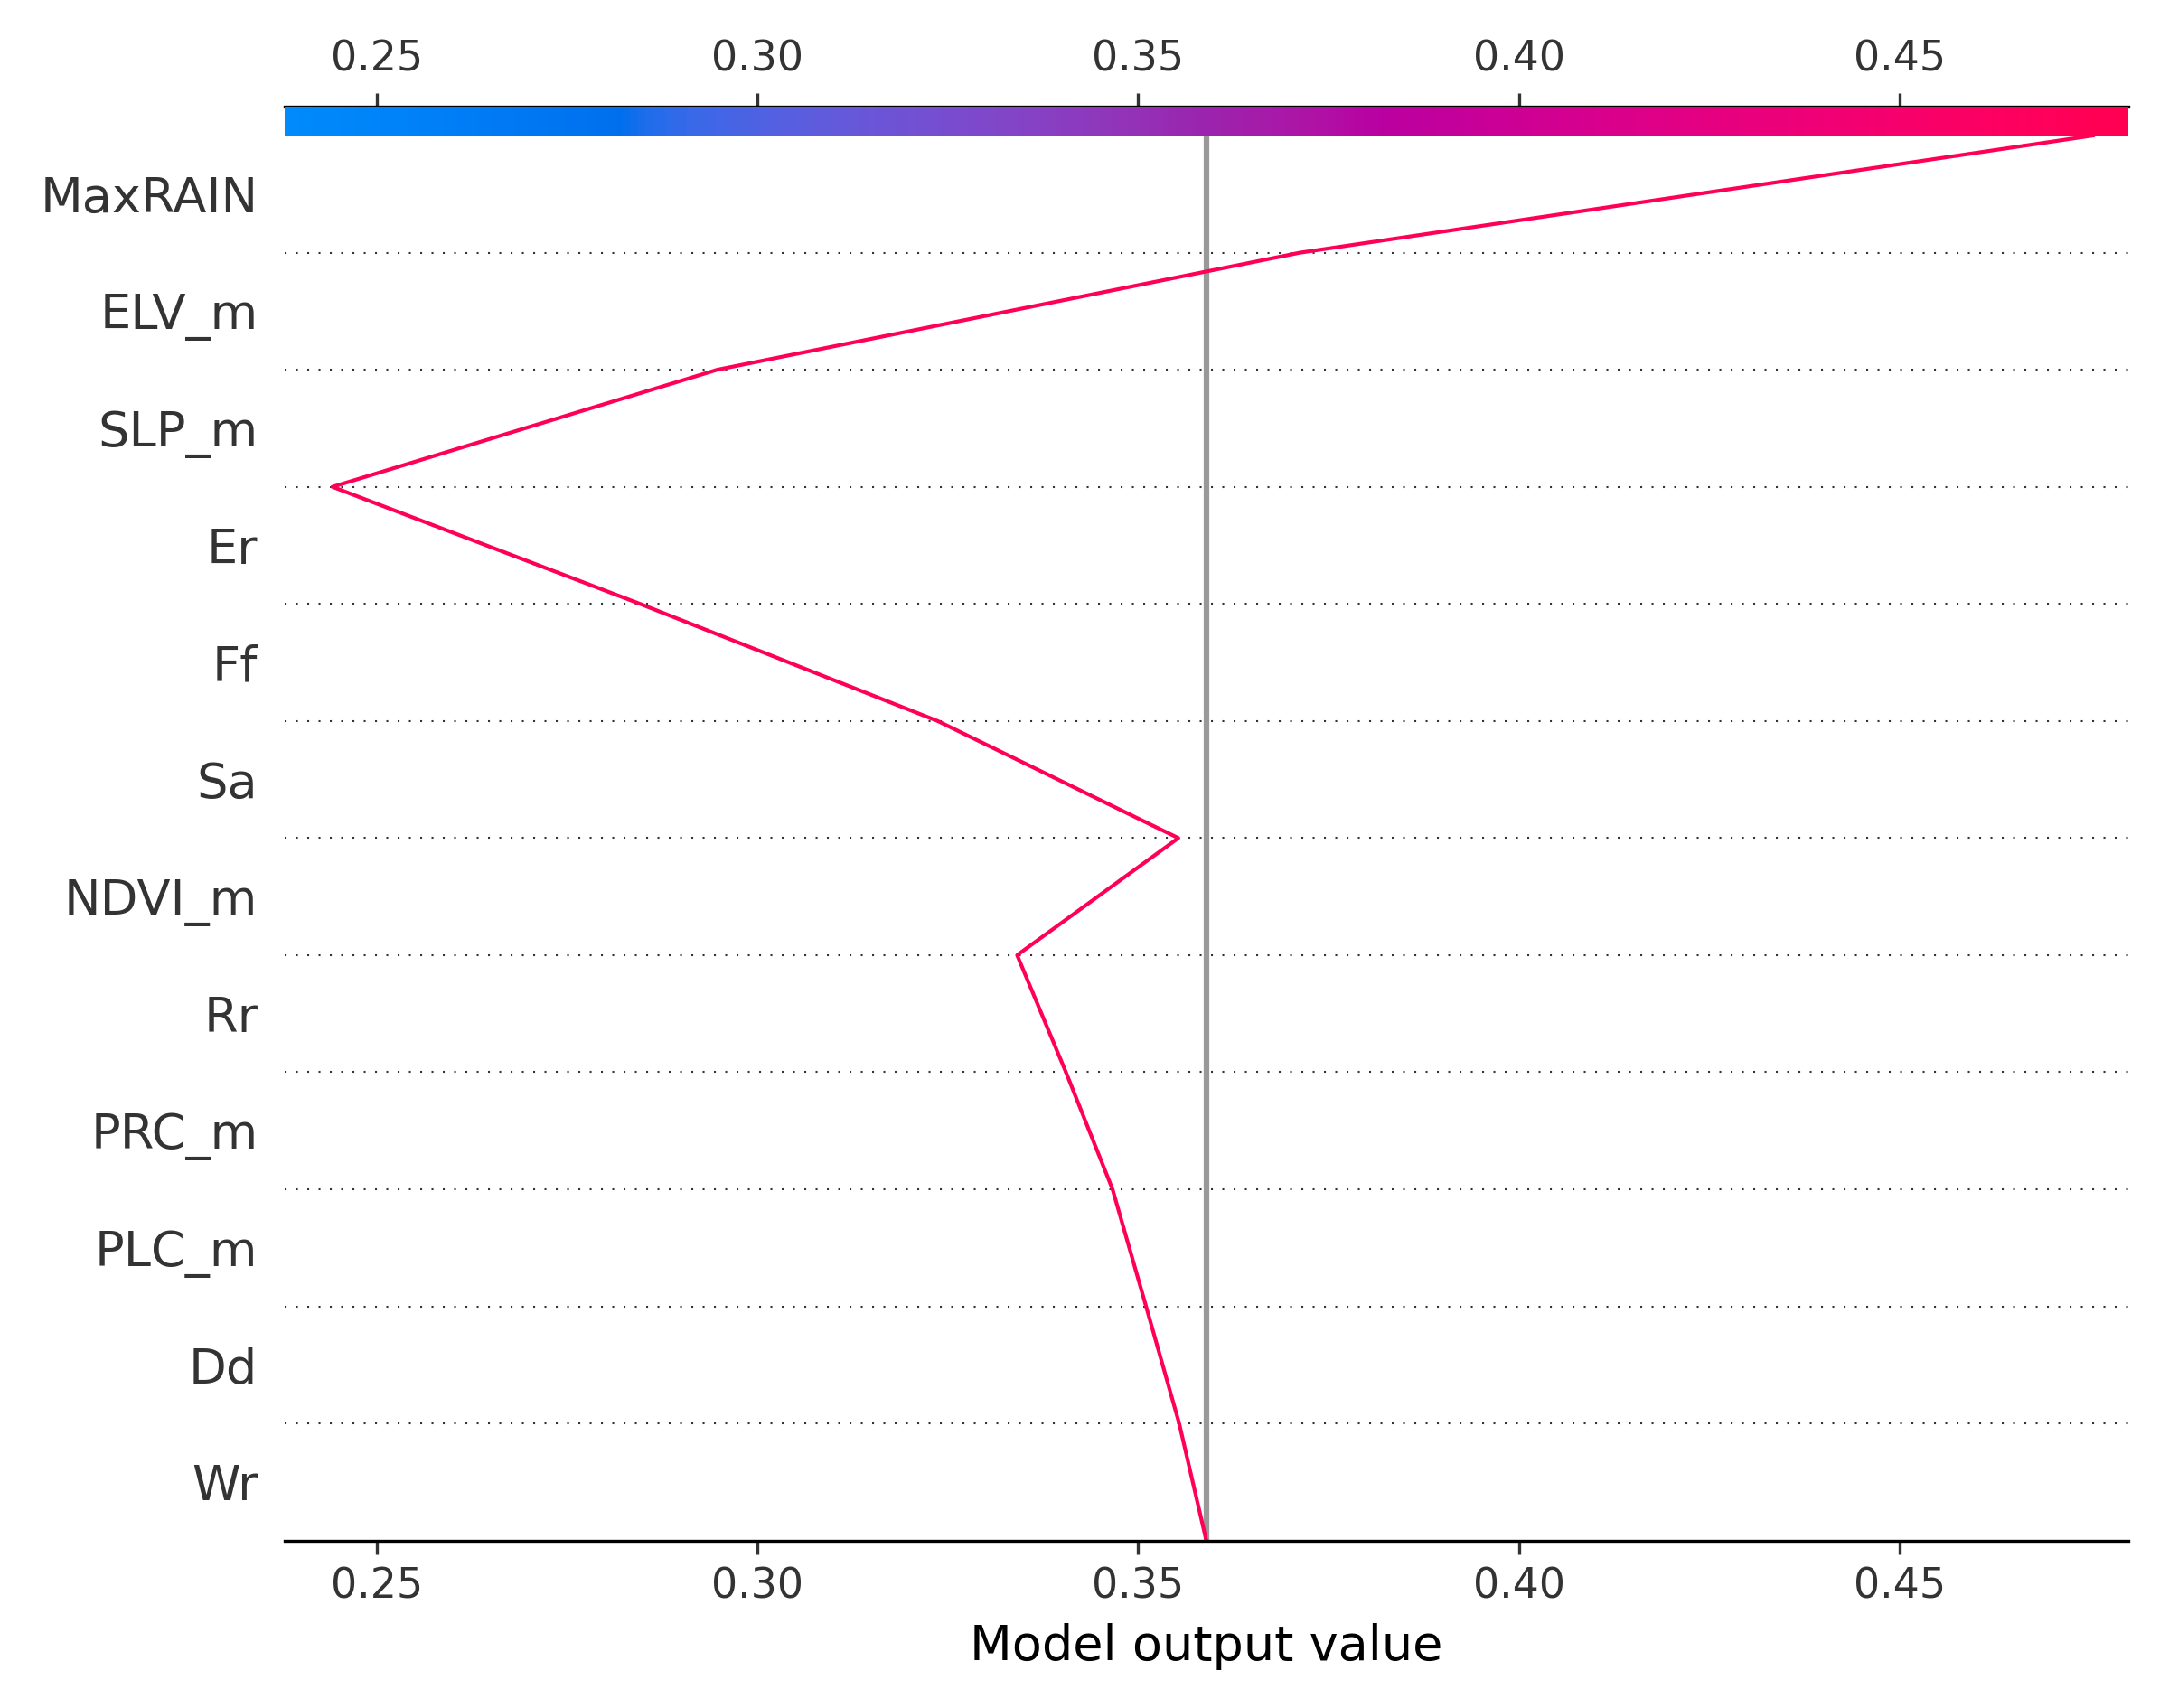 0.25 0.30 0.35 0.40 0.45
MaxRAIN
ELV_m
SLP_m
Er
Ff
Sa
NDVI_m
Rr
PRC_m
PLC_m
Dd
Wr
0.25 0.30 0.35 0.40 0.45
Model output value